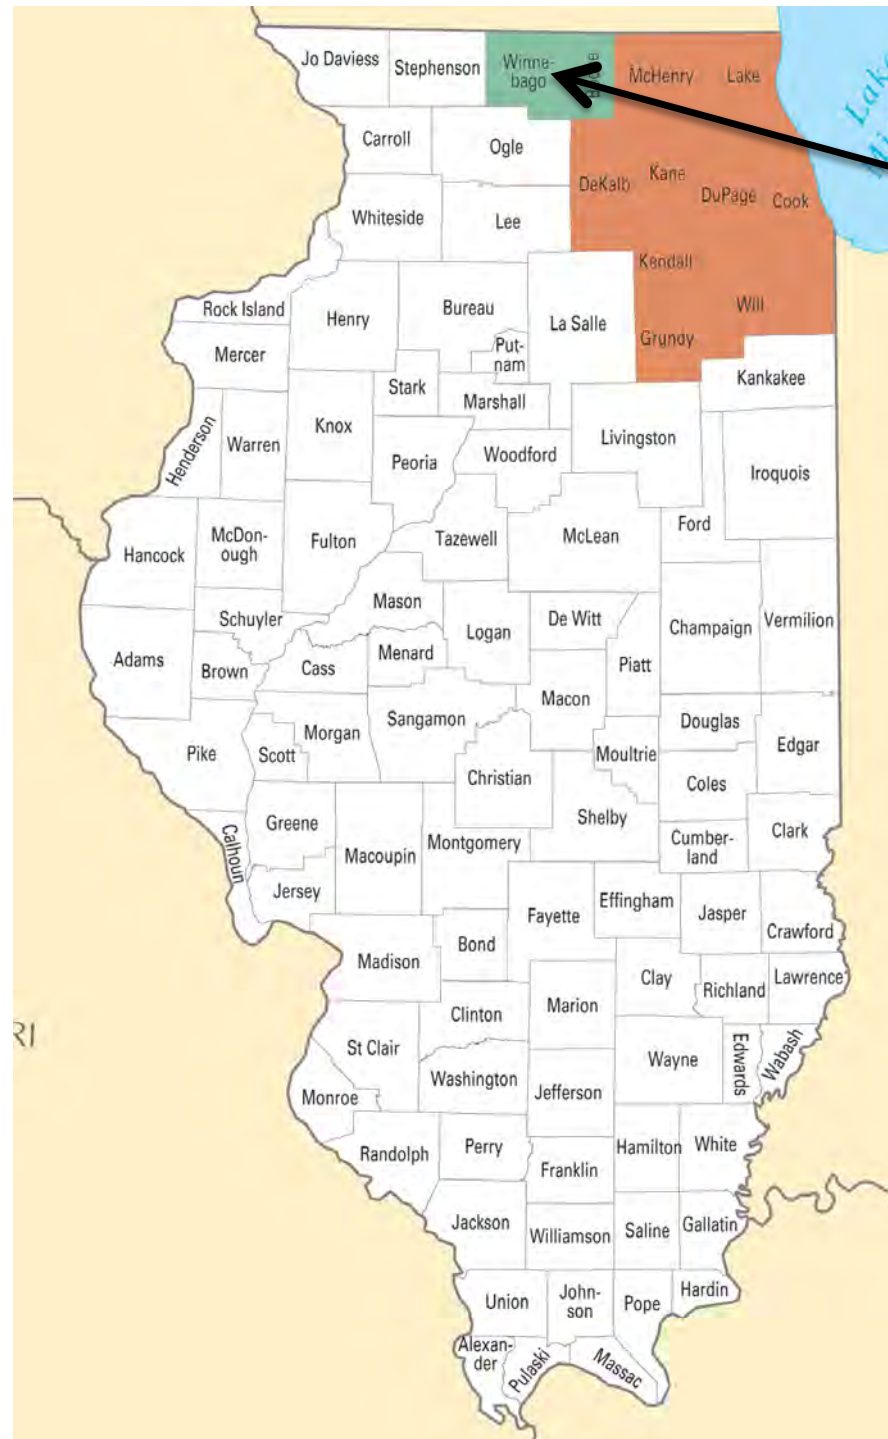 Jo Daviess
Stephenson
Winne-
bago
McHenry
Lake
Carroll
Ogle
DeKalb
Kane
DuPage
Cook
Whiteside
Lee
Kendall
Rock Island
Henry
Bureau
La Salle
Will
Grundy
Mercer
Put-
nam
Kankakee
Stark
Marshall
Henderson
Warren
Knox
Peoria
Woodford
Livingston
Iroquois
Ford
Hancock
McDon-
ough
Fulton
Tazewell
McLean
Mason
Schuyler
Logan
De Witt
Champaign
Vermilion
Adams
Brown
Cass
Menard
Piatt
Macon
Pike
Scott
Morgan
Sangamon
Douglas
Edgar
Moultrie
Christian
Coles
Shelby
Calhoun
Greene
Macoupin
Montgomery
Cumber-
land
Clark
Jersey
Fayette
Effingham
Jasper
Crawford
Madison
Bond
Clay
Richland
Lawrence
Clinton
Marion
RI
St Clair
Wayne
Edwards
Wabash
Washington
Jefferson
Monroe
Randolph
Perry
Hamilton
White
Franklin
Jackson
Williamson
Saline
Gallatin
Union
John-
son
Pope
Hardin
Alexan-
der
Pulaski
Massac